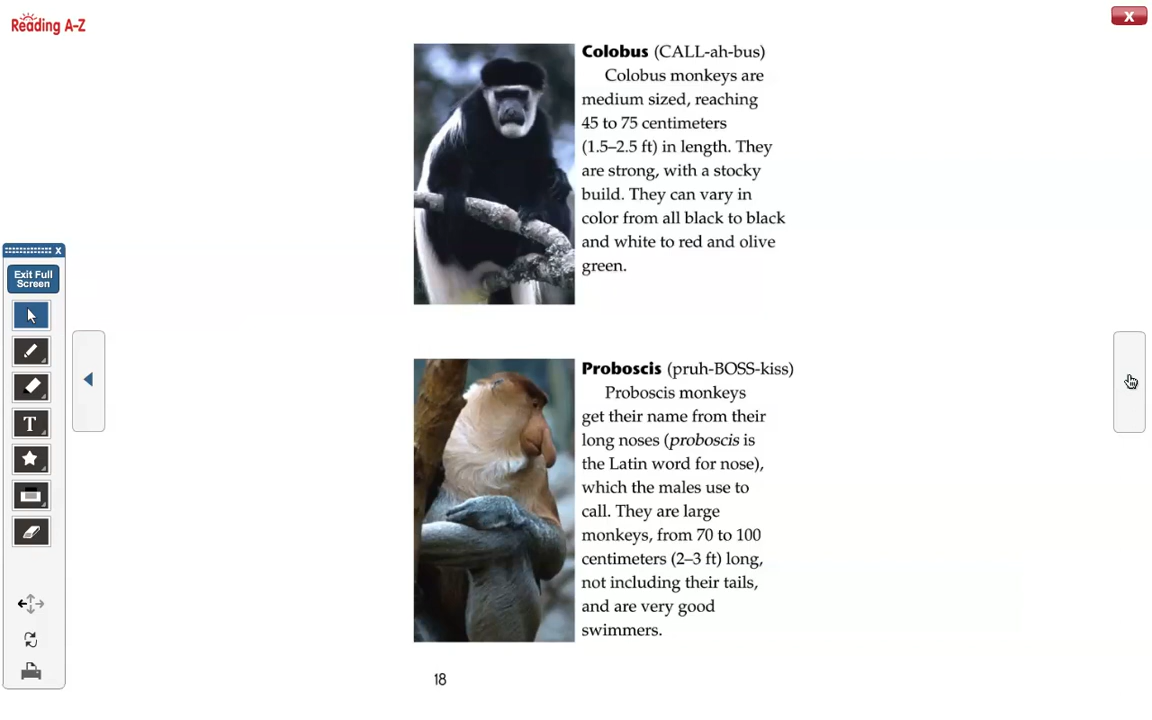 Reading A-Z
X
Colobus (CALL-ah-bus)
Colobus monkeys are
medium sized, reaching
45 to 75 centimeters
(1.5–2.5 ft) in length. They
are strong, with a stocky
build. They can vary in
color from all black to black
and white to red and olive
green.
x
Exit Full
Screen
T
Proboscis (pruh-BOSS-kiss)
Proboscis monkeys
get their name from their
long noses (proboscis is
the Latin word for nose),
which the males use to
call. They are large
monkeys, from 70 to 100
centimeters (2–3 ft) long,
not including their tails,
and are very good
swimmers.
18